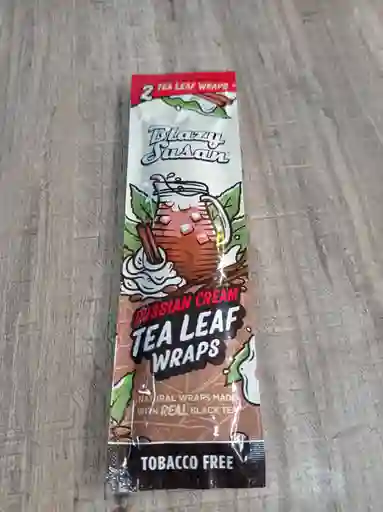 2 TEA LEAF WRAPS
Blazy
Susan
RUSSIAN CREAM
TEA LEAF
WRAPS
NATURAL WRAPS MADE
WITH REAL BLACK TEA
TOBACCO FREE